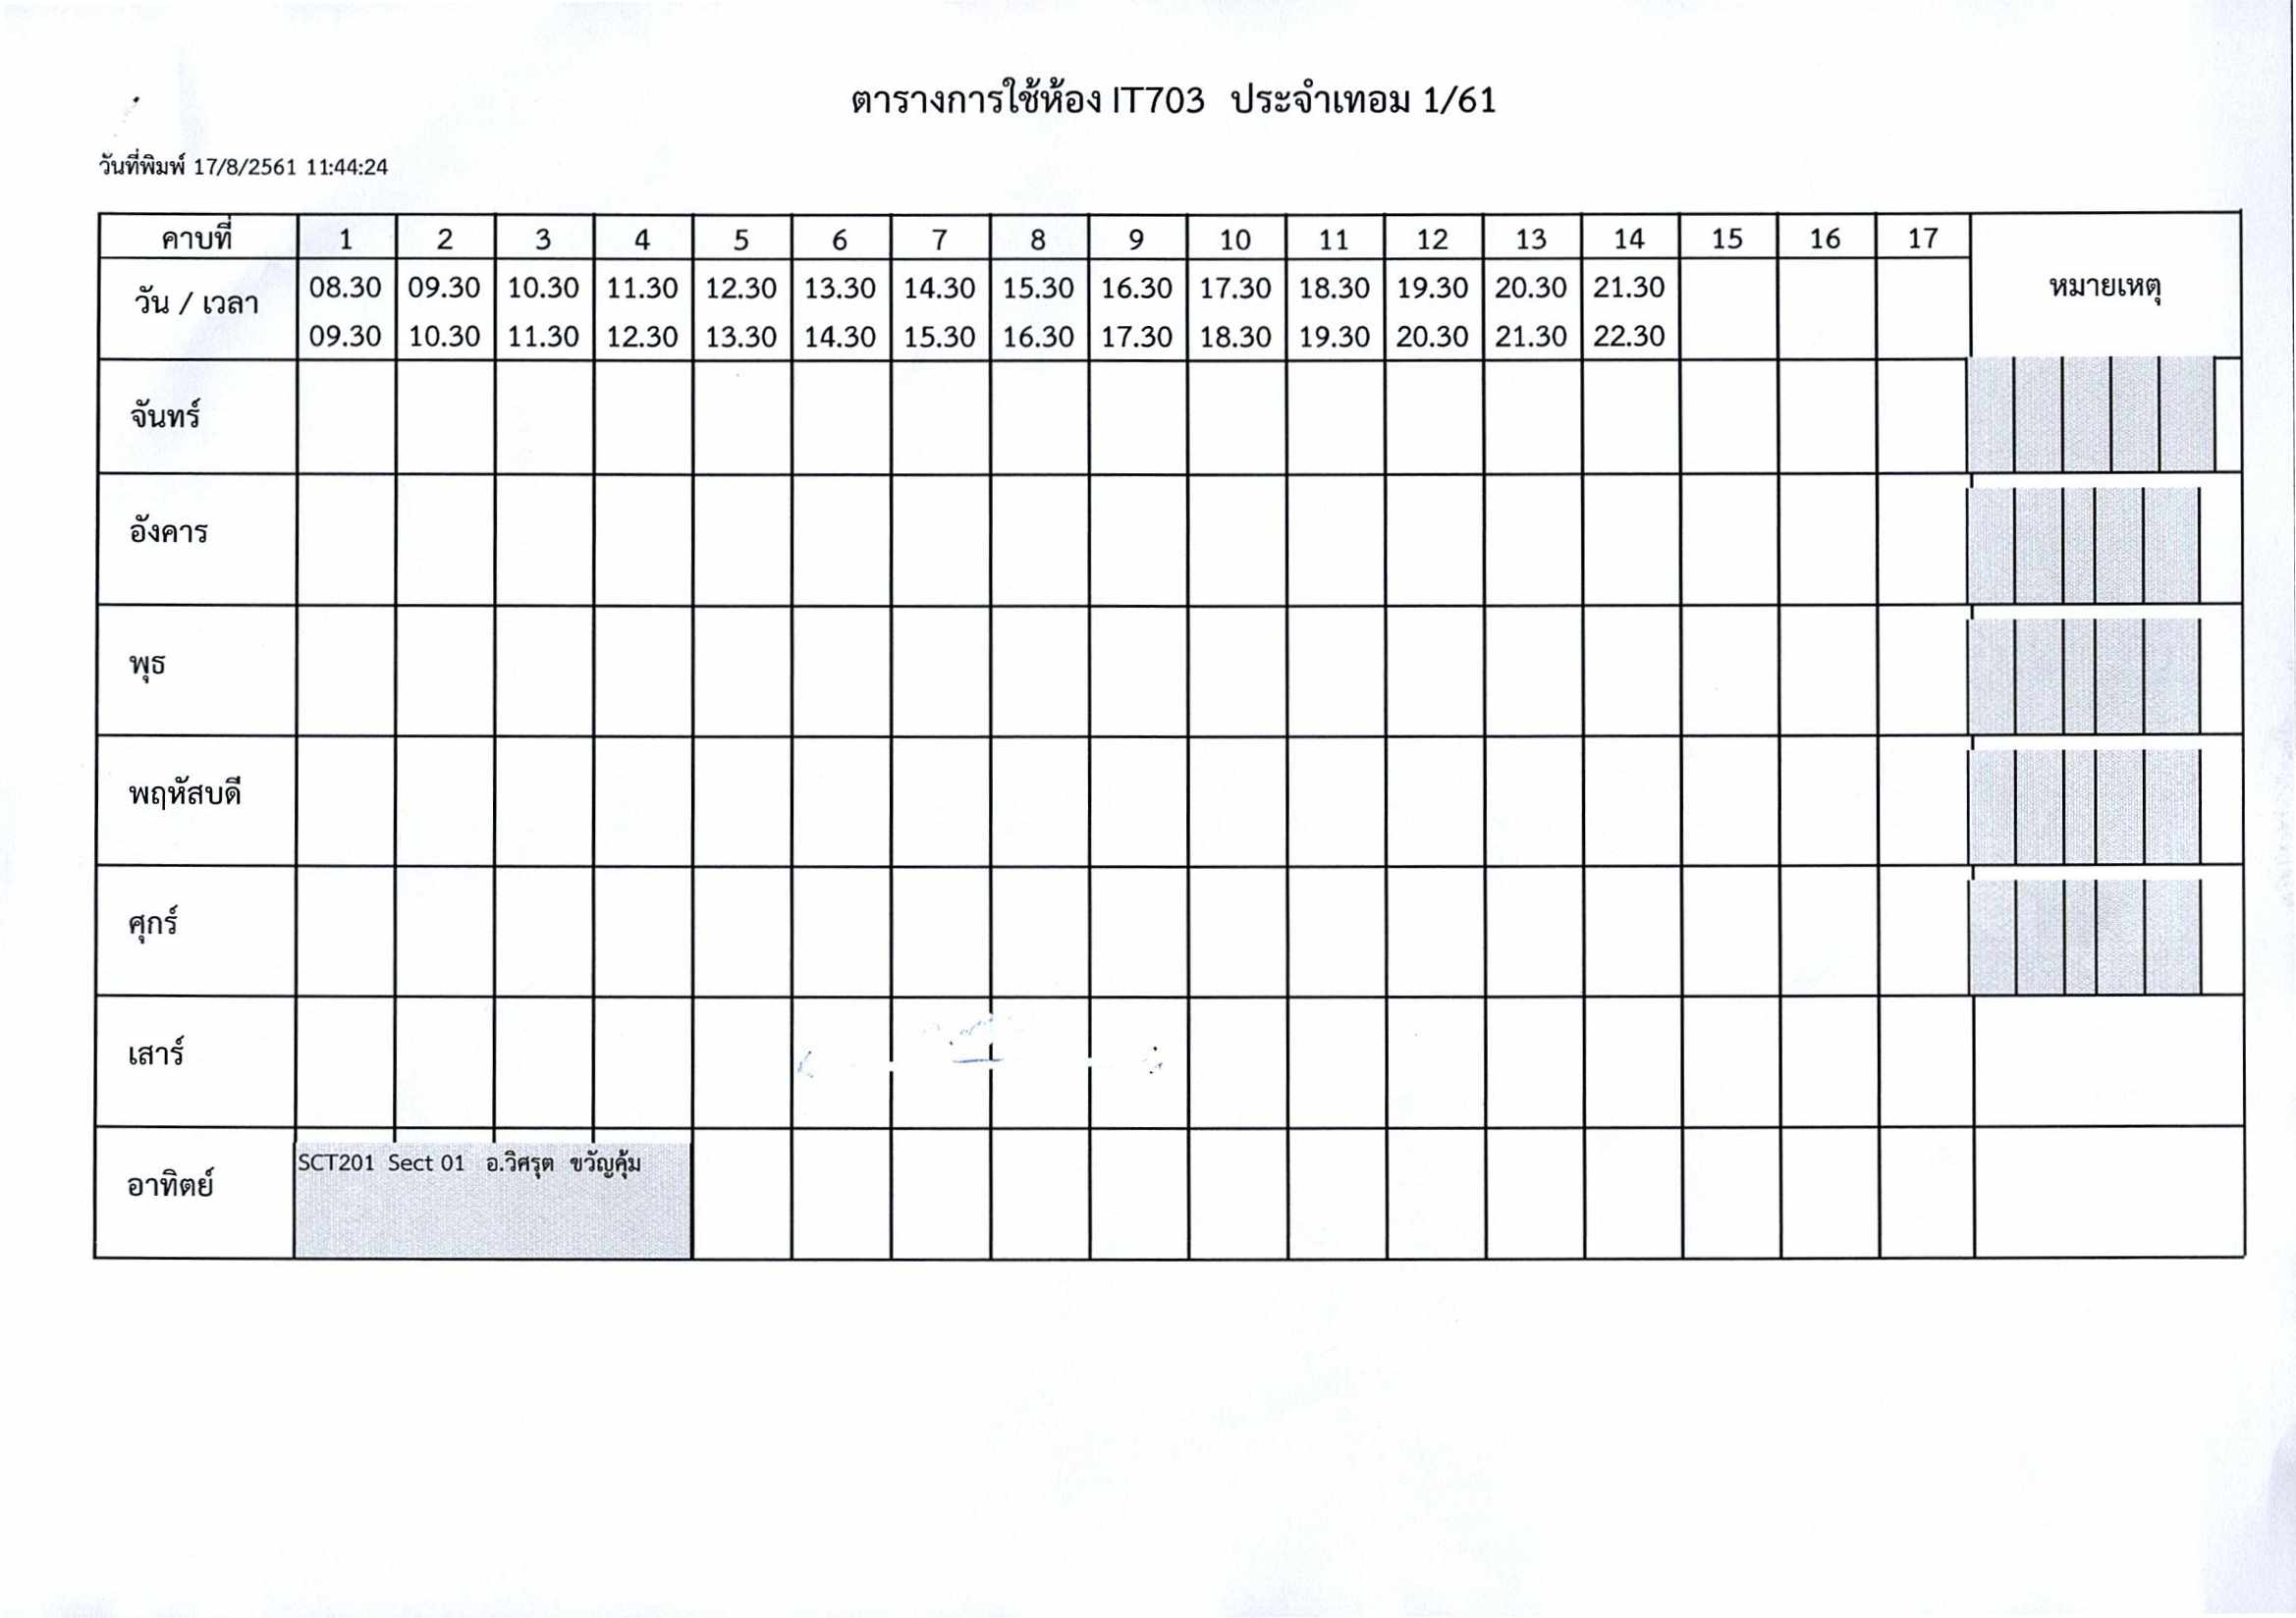 ตารางการใช้ห้อง IT703 ประจำเทอม 1/61
วันที่พิมพ์ 17/8/2561 11:44:24
คาบที่ 1 2 3 4 5 6 7 8 9 10 11 12 13 14 15 16 17
วัน / เวลา 08.30 09.30 10.30 11.30 12.30 13.30 14.30 15.30 16.30 17.30 18.30 19.30 20.30 21.30 หมายเหตุ
09.30 10.30 11.30 12.30 13.30 14.30 15.30 16.30 17.30 18.30 19.30 20.30 21.30 22.30
จันทร์
อังคาร
พุธ
พฤหัสบดี
ศุกร์
เสาร์
อาทิตย์ SCT201 Sect 01 อ.วิศรุต ขวัญคุ้ม